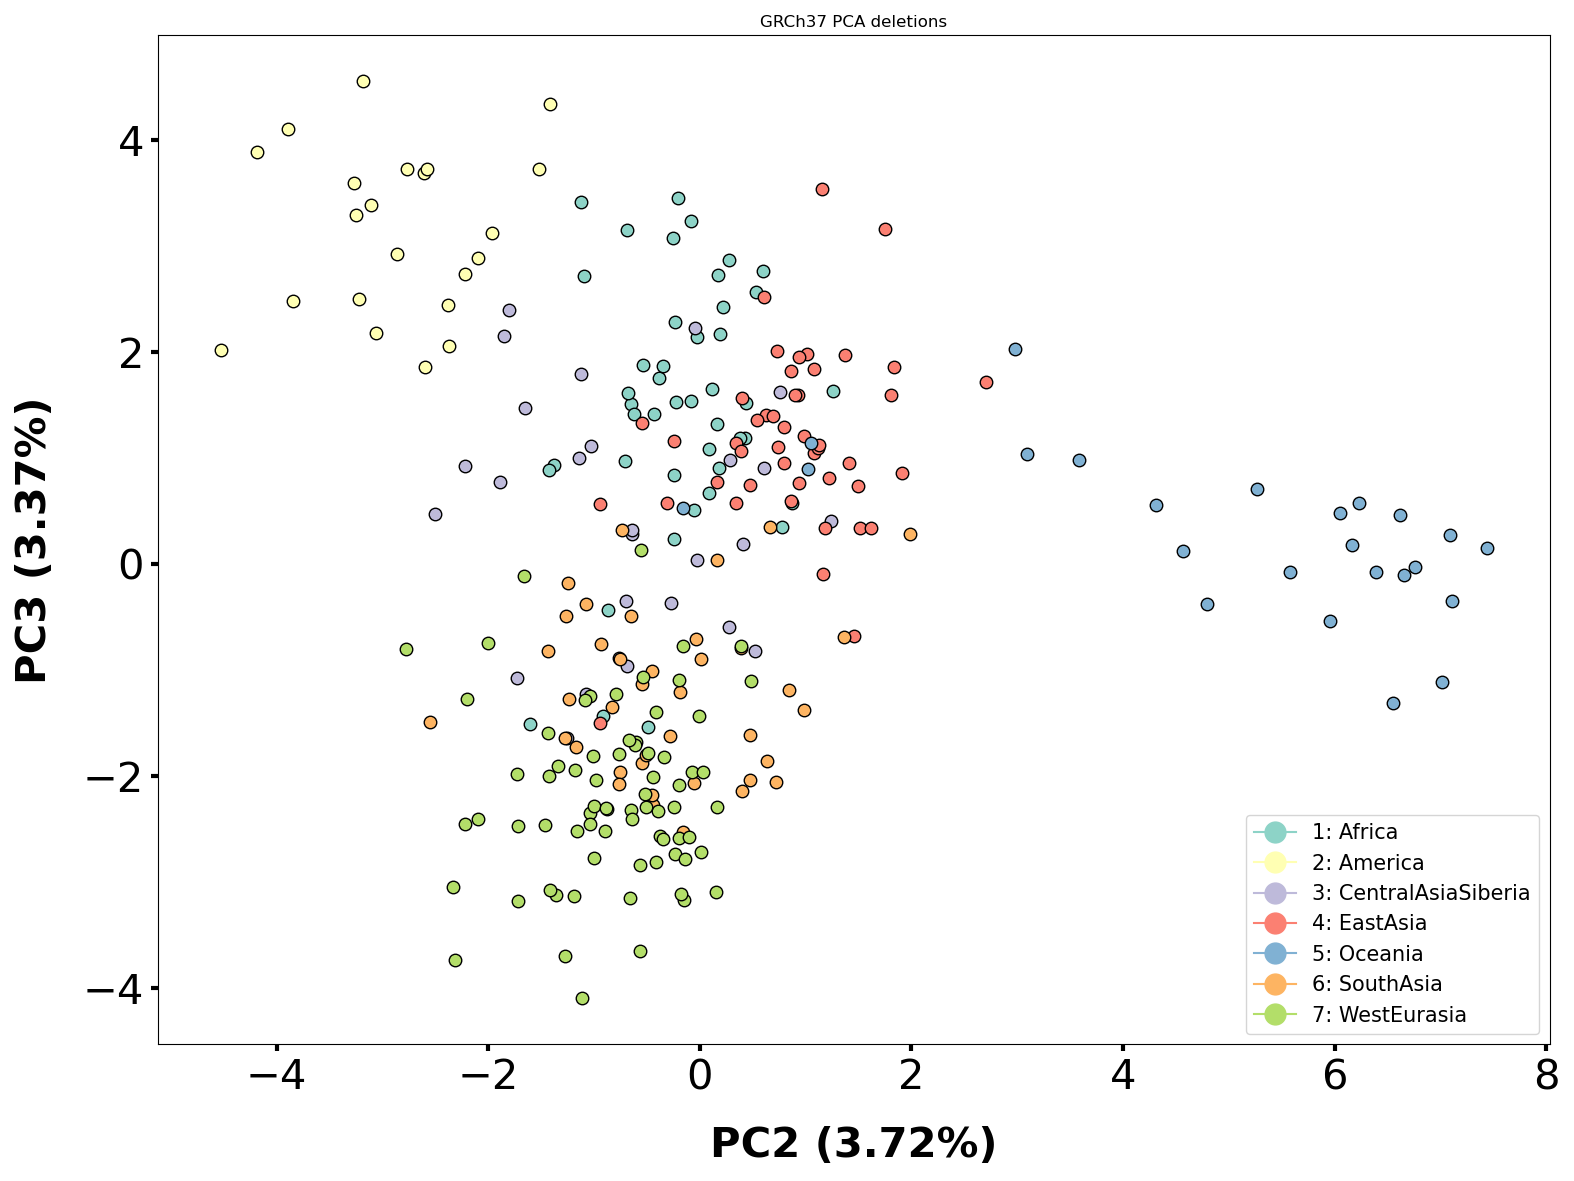 GRCh37 PCA deletions
4
2
0
−2
−4
PC3 (3.37%)
−4
−2
0
2
4
6
8
PC2 (3.72%)
1: Africa
2: America
3: CentralAsiaSiberia
4: EastAsia
5: Oceania
6: SouthAsia
7: WestEurasia